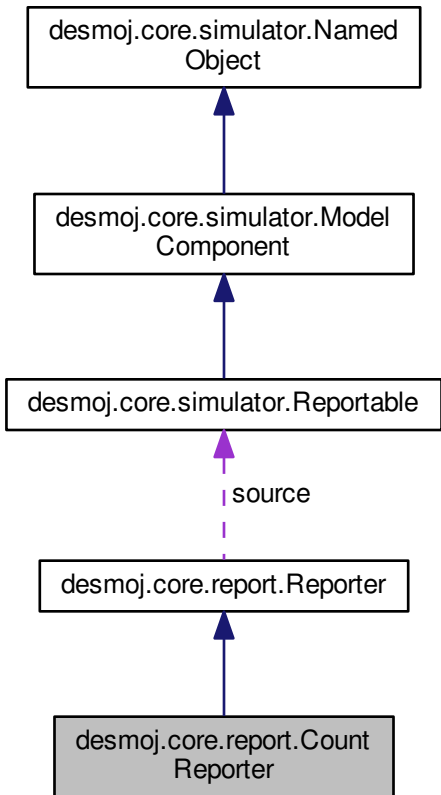 desmoj.core.simulator.Named
Object
desmoj.core.simulator.Model
Component
desmoj.core.simulator.Reportable
source
desmoj.core.report.Reporter
desmoj.core.report.Count
Reporter